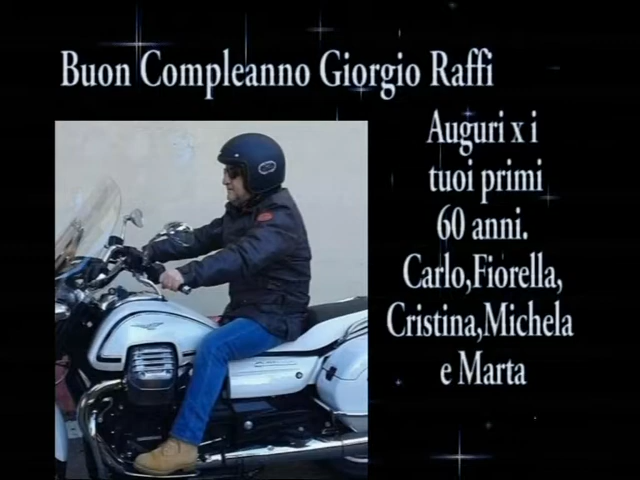 Buon Compleanno Giorgio Raffi
Auguri x i
tuoi primi
60 anni.
Carlo,Fiorella,
Cristina,Michela
e Marta